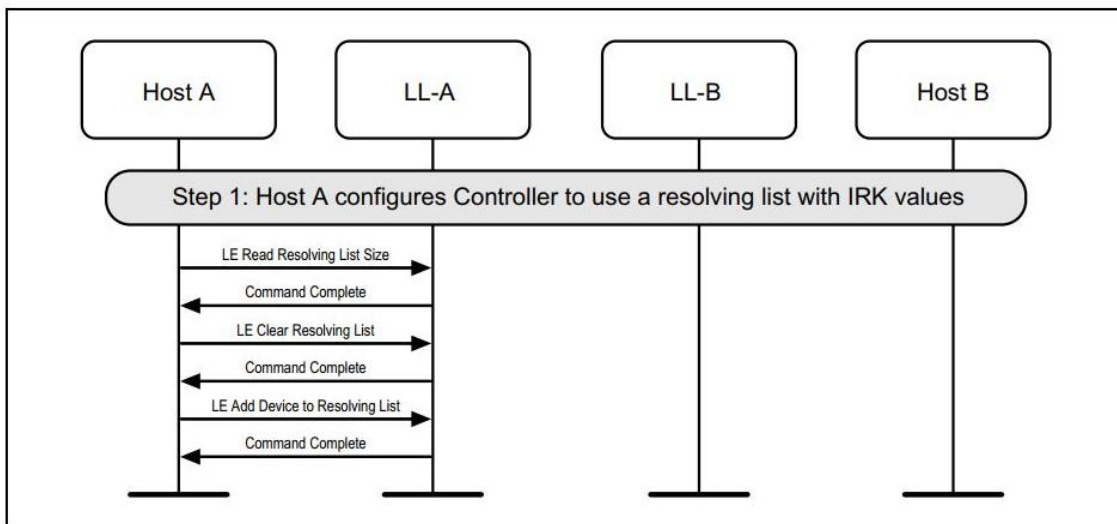 Host A
LL-A
LL-B
Host B
Step 1: Host A configures Controller to use a resolving list with IRK values
LE Read Resolving List Size
Command Complete
LE Clear Resolving List
Command Complete
LE Add Device to Resolving List
Command Complete